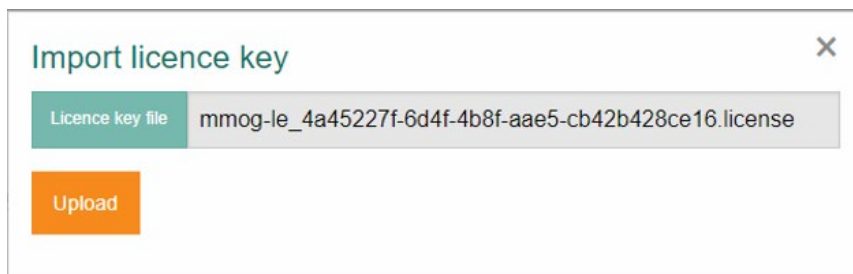 Import licence key
Licence key file mmog-le_4a45227f-6d4f-4b8f-aae5-cb42b428ce16.license
Upload